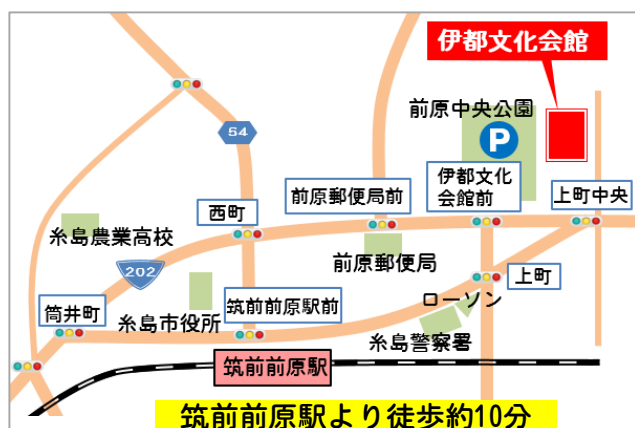 伊都文化会館
前原中央公園
P
54
伊都文化
会館前
上町中央
前原郵便局前
西町
糸島農業高校
前原郵便局
202
上町
ローソン
筒井町
糸島市役所
筑前前原駅前
糸島警察署
筑前前原駅
筑前前原駅より徒歩約10分